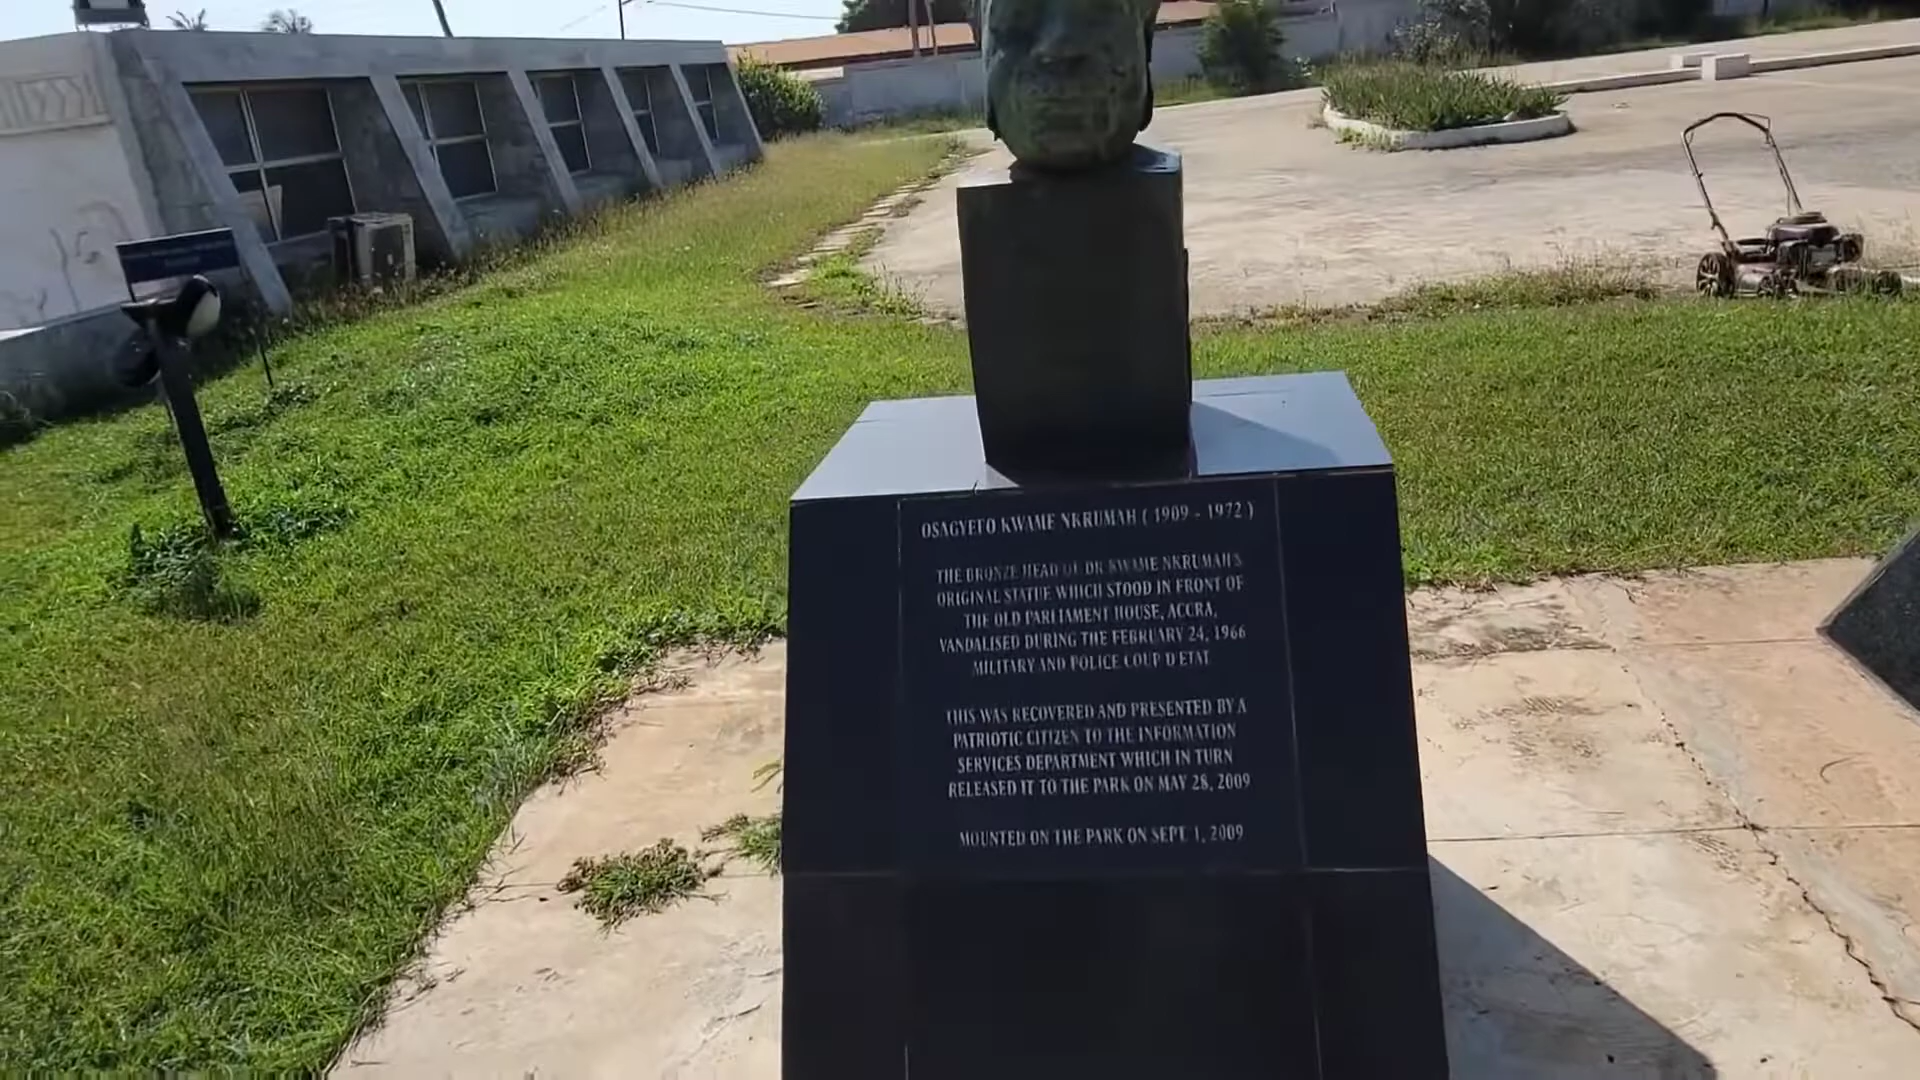 OSAGYEFO KWAME NKRUMAH ( 1909 - 1972 )
THE BRONZE HEAD OF DR KWAME NKRUMAH'S
ORIGINAL STATUE WHICH STOOD IN FRONT OF
THE OLD PARLIAMENT HOUSE, ACCRA,
VANDALISED DURING THE FEBRUARY 24, 1966
MILITARY AND POLICE COUP D'ETAT
THIS WAS RECOVERED AND PRESENTED BY A
PATRIOTIC CITIZEN TO THE INFORMATION
SERVICES DEPARTMENT WHICH IN TURN
RELEASED IT TO THE PARK ON MAY 28, 2009
MOUNTED ON THE PARK ON SEPT. 1, 2009